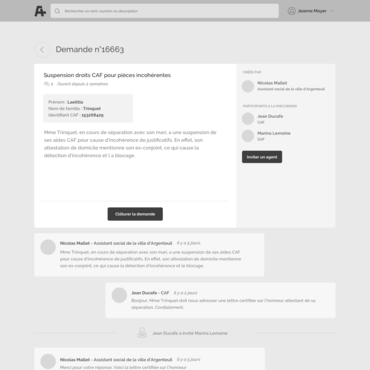 Rechercher un nom, numéro ou description
Jeanne Moyer
Demande n°16663
Suspension droits CAF pour pièces incohérentes
4 - Ouvert depuis 2 semaines
Prénom : Laetitia
Nom de famille : Trinquet
Identifiant CAF :
Mme Trinquet, en cours de séparation avec son mari, a une suspension de
ses aides CAF pour cause d'incohérence de justificatifs. En effet, son
attestation de domicile mentionne son ex-conjoint, ce qui cause la
détection d'incohérence et l a blocage.
Clôturer la demande
CRÉÉE PAR
Nicolas Mallet
Assistant social de la ville d'Argenteuil
PARTICIPANTS À LA DISCUSSION
Jean Ducafe
CAF
Marina Lemoine
CAF
Inviter un agent
Nicolas Mallet - Assistant social de la ville d'Argenteuil il y a 5 jours
Mme Trinquet, en cours de séparation avec son mari, a une suspension de ses aides CAF
pour cause d'incohérence de justificatifs. En effet, son attestation de domicile mentionne
son ex-conjoint, ce qui cause la détection d'incohérence et le blocage.
Jean Ducafe - CAF il y a 2 jours
Bonjour, Mme Trinquet doit nous adresser une lettre certifiée sur l'honneur attestant de sa
séparation. Cordialement.
Jean Ducafe a invité Marina Lemoine
Nicolas Mallet - Assistant social de la ville d'Argenteuil il y a 2 jours
Merci pour votre réponse. Voici la lettre certifiée sur l'honneur